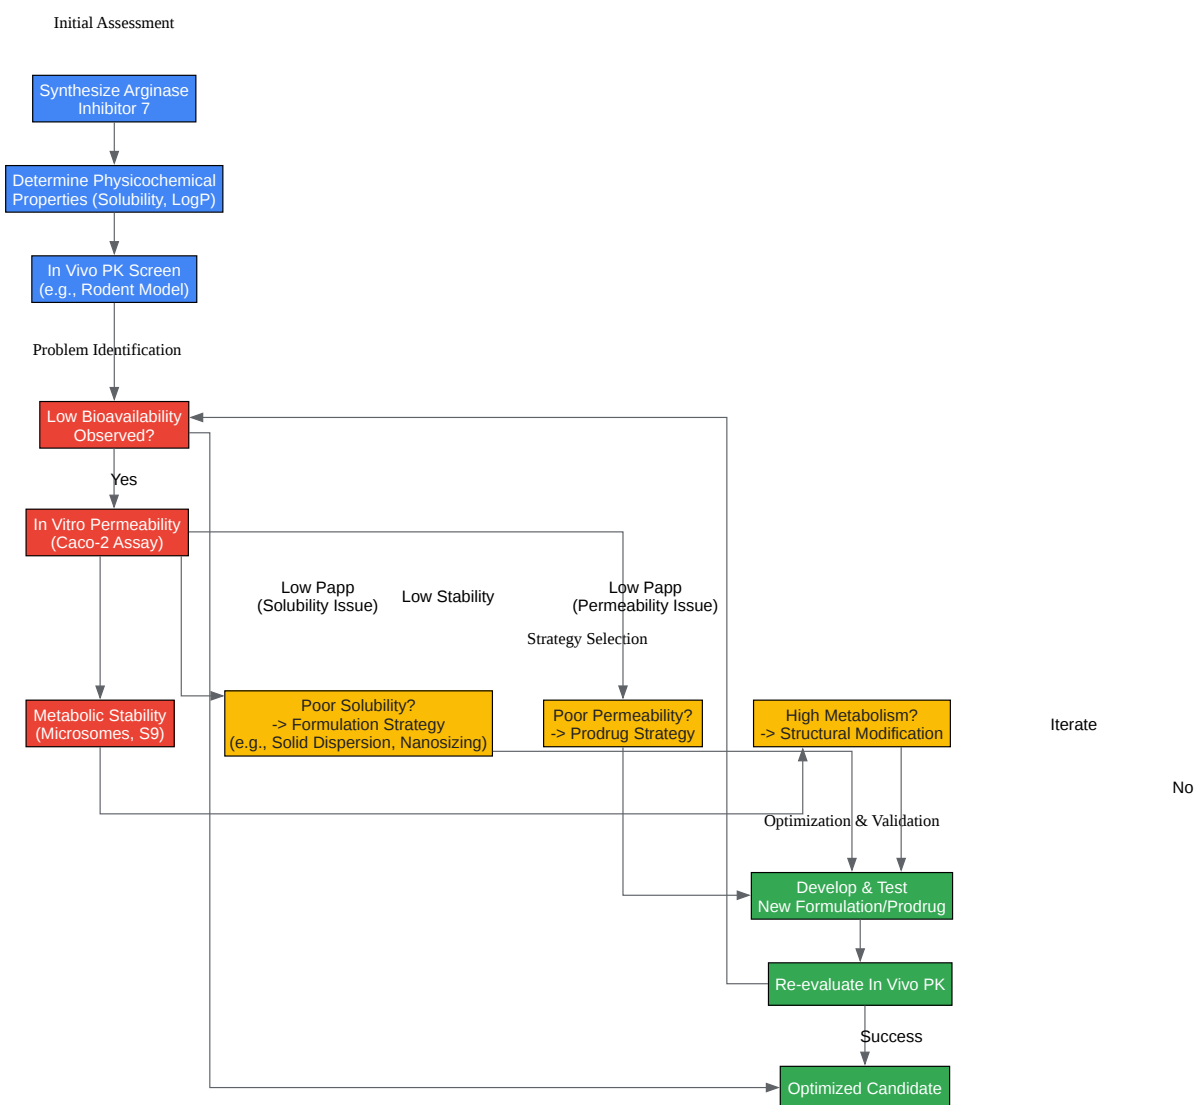 Initial Assessment
Synthesize Arginase
Inhibitor 7
Determine Physicochemical
Properties (Solubility, LogP)
In Vivo PK Screen
(e.g., Rodent Model)
Problem Identification
Low Bioavailability
Observed?
Yes
In Vitro Permeability
(Caco-2 Assay)
Low Papp
(Solubility Issue)
Low Stability
Low Papp
(Permeability Issue)
Strategy Selection
Metabolic Stability
(Microsomes, S9)
Poor Solubility?
-> Formulation Strategy
(e.g., Solid Dispersion, Nanosizing)
Poor Permeability?
-> Prodrug Strategy
High Metabolism?
-> Structural Modification
Iterate
No
Optimization & Validation
Develop & Test
New Formulation/Prodrug
Re-evaluate In Vivo PK
Success
Optimized Candidate